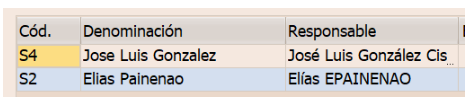 Cód. Denominación Responsable
S4 Jose Luis Gonzalez José Luis González Cis...
S2 Elias Painenao Elías EPAINENAO